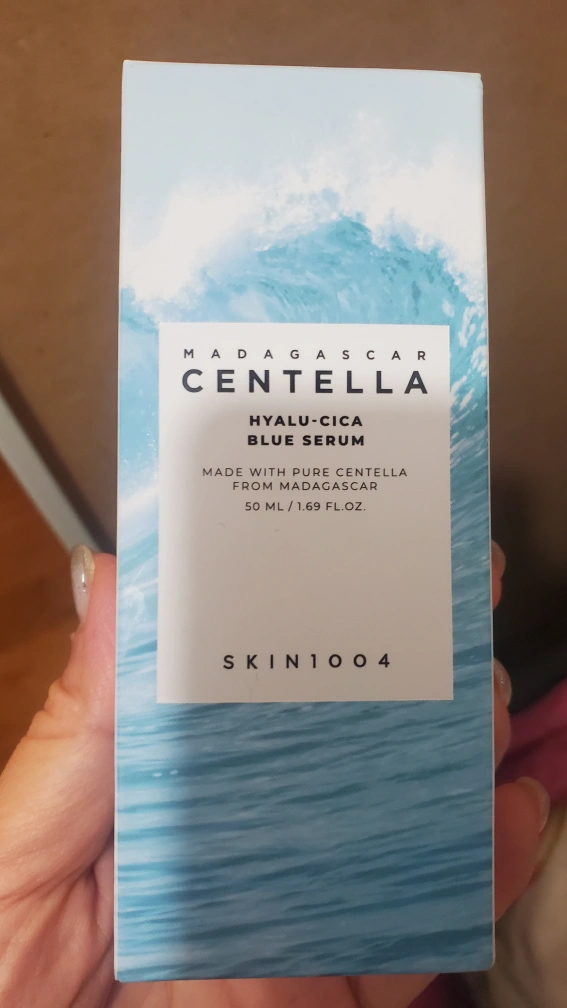 MADAGASCAR
CENTELLA
HYALU-CICA
BLUE SERUM
MADE WITH PURE CENTELLA
FROM MADAGASCAR
50 ML / 1.69 FL.OZ.
SKIN1004